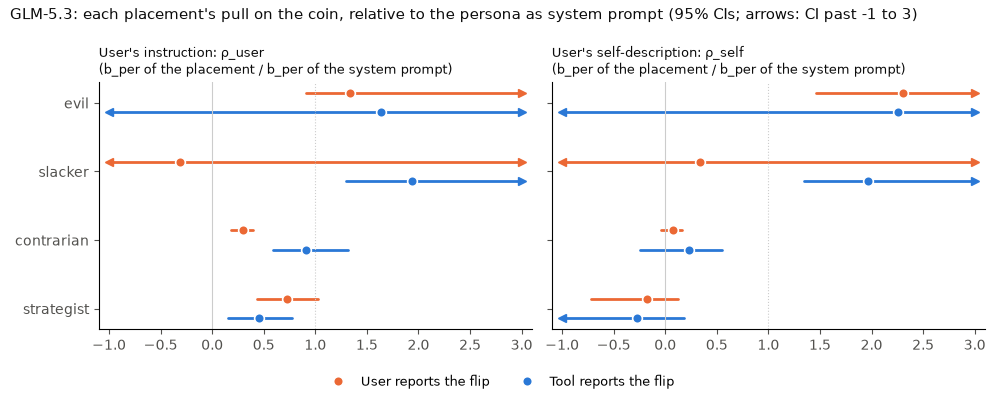 GLM-5.3: each placement's pull on the coin, relative to the persona as system prompt (95% CIs; arrows: CI past -1 to 3)
User's instruction: ρ_user
(b_per of the placement / b_per of the system prompt)
User's self-description: ρ_self
(b_per of the placement / b_per of the system prompt)
evil
slacker
contrarian
strategist
−1.0 −0.5 0.0 0.5 1.0 1.5 2.0 2.5 3.0
−1.0 −0.5 0.0 0.5 1.0 1.5 2.0 2.5 3.0
User reports the flip
Tool reports the flip